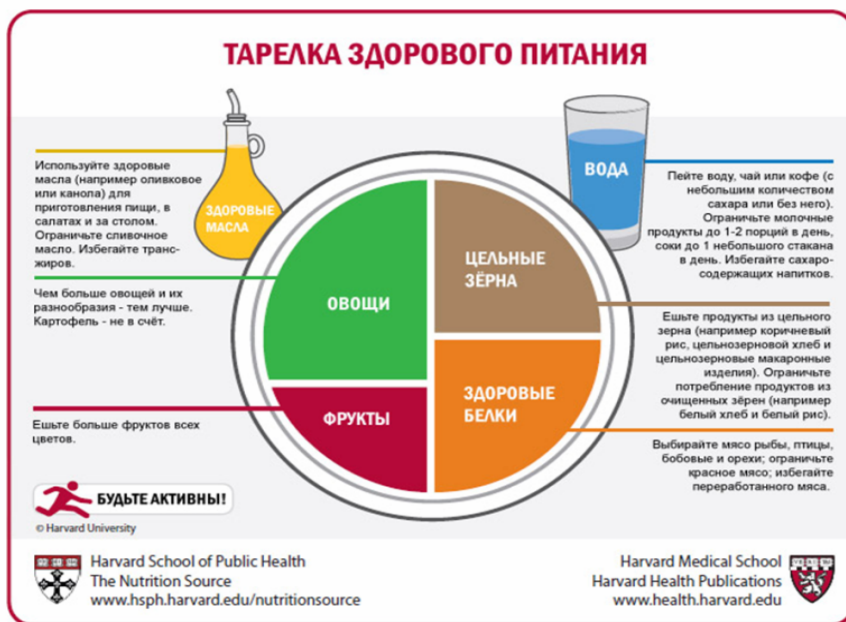 ТАРЕЛКА ЗДОРОВОГО ПИТАНИЯ
Используйте здоровые
масла (например оливковое
или канола) для
приготовления пищи, в
салатах и за столом.
Ограничьте сливочное
масло. Избегайте транс-
жиров.
ЗДОРОВЫЕ
МАСЛА
ВОДА
Пейте воду, чай или кофе (с
небольшим количеством
сахара или без него).
Ограничьте молочные
продукты до 1-2 порций в день,
соки до 1 небольшого стакана
в день. Избегайте сахаро-
содержащих напитков.
Чем больше овощей и их
разнообразия - тем лучше.
Картофель - не в счёт.
ОВОЩИ
ЦЕЛЬНЫЕ
ЗЁРНА
Ешьте продукты из цельного
зерна (например коричневый
рис, цельнозерновой хлеб и
цельнозерновые макаронные
изделия). Ограничьте
потребление продуктов из
очищенных зёрен (например
белый хлеб и белый рис).
Ешьте больше фруктов всех
цветов.
ФРУКТЫ
ЗДОРОВЫЕ
БЕЛКИ
Выбирайте мясо рыбы, птицы,
бобовые и орехи; ограничьте
красное мясо; избегайте
переработанного мяса.
БУДЬТЕ АКТИВНЫ!
© Harvard University
Harvard School of Public Health
The Nutrition Source
www.hsph.harvard.edu/nutritionsource
Harvard Medical School
Harvard Health Publications
www.health.harvard.edu